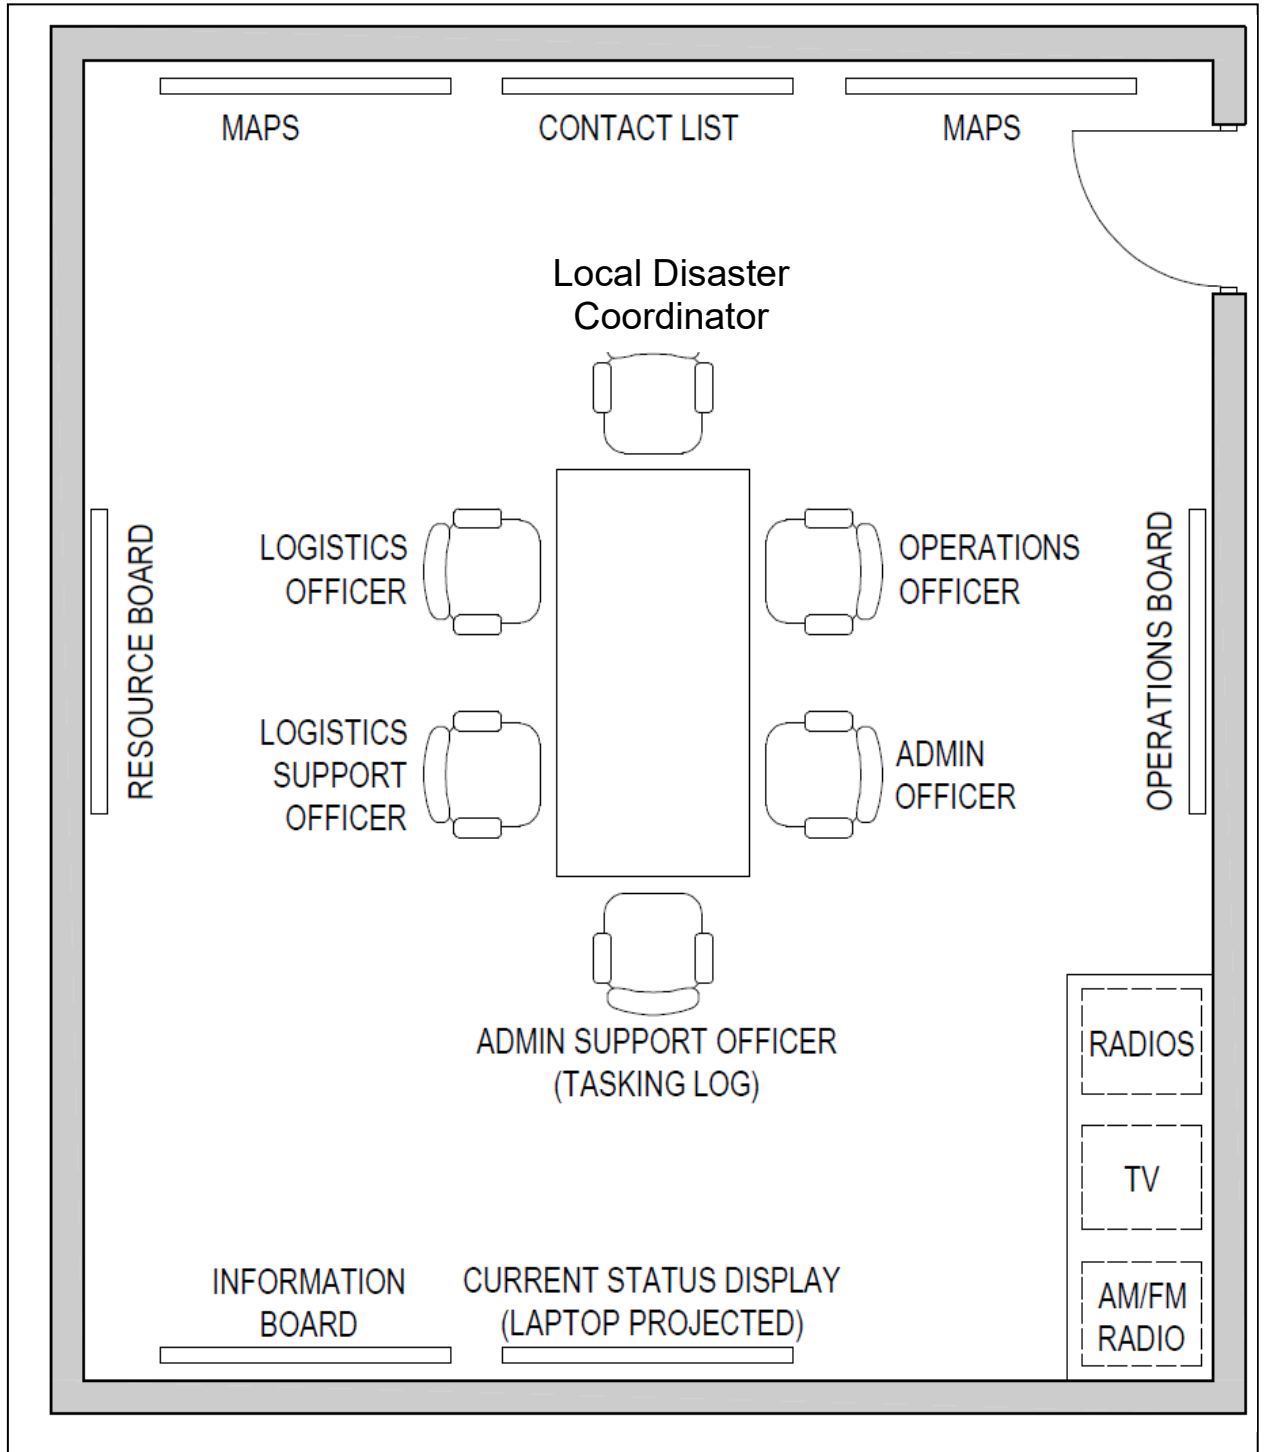 MAPS
CONTACT LIST
MAPS
Local Disaster
Coordinator
LOGISTICS
OFFICER
OPERATIONS
OFFICER
RESOURCE BOARD
OPERATIONS BOARD
LOGISTICS
SUPPORT
OFFICER
ADMIN
OFFICER
ADMIN SUPPORT OFFICER
(TASKING LOG)
RADIOS
TV
AM/FM
RADIO
INFORMATION
BOARD
CURRENT STATUS DISPLAY
(LAPTOP PROJECTED)